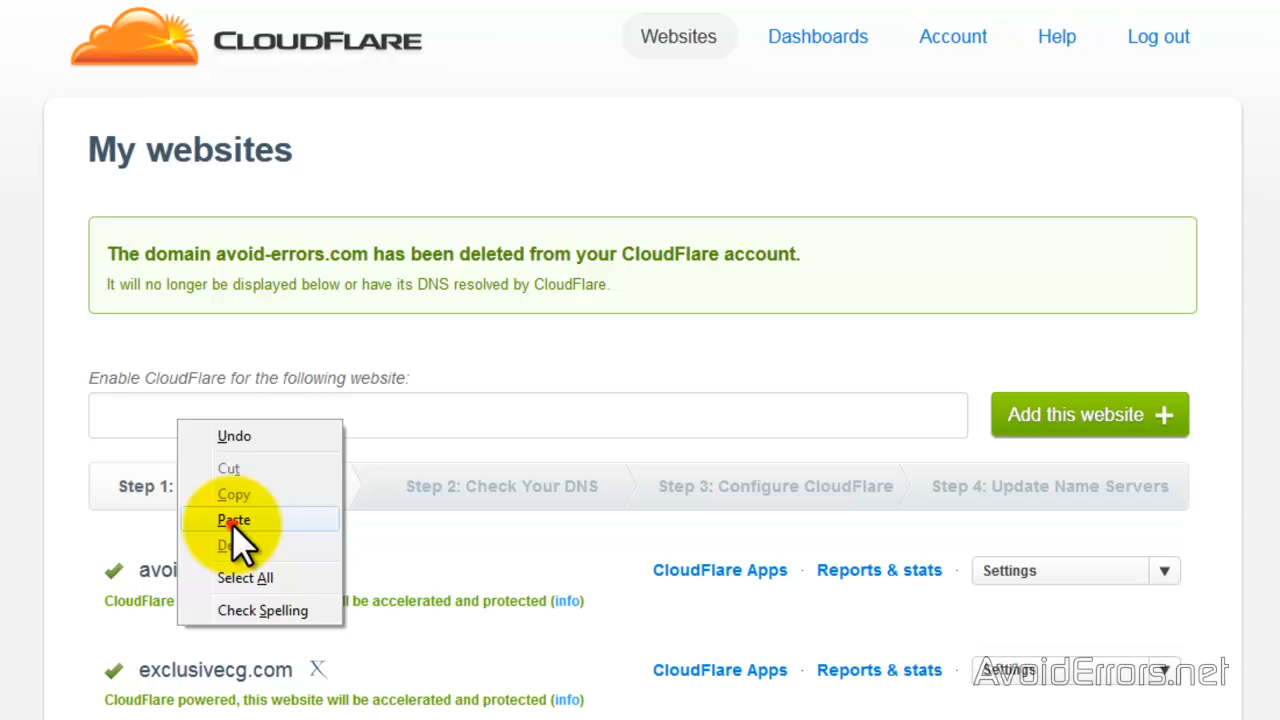 CLOUDFLARE
Websites
Dashboards
Account
Help
Log out
My websites
The domain avoid-errors.com has been deleted from your CloudFlare account.
It will no longer be displayed below or have its DNS resolved by CloudFlare.
Enable CloudFlare for the following website:
Add this website +
Undo
Cut
Copy
Paste
Select All
Check Spelling
Step 1:
Step 2: Check Your DNS
Step 3: Configure CloudFlare
Step 4: Update Name Servers
avoi
CloudFlare Apps · Reports & stats ·
Settings
CloudFlare
ll be accelerated and protected (info)
exclusivecg.com X
CloudFlare Apps · Reports & stats ·
Settings
CloudFlare powered, this website will be accelerated and protected (info)
AvoidErrors.net